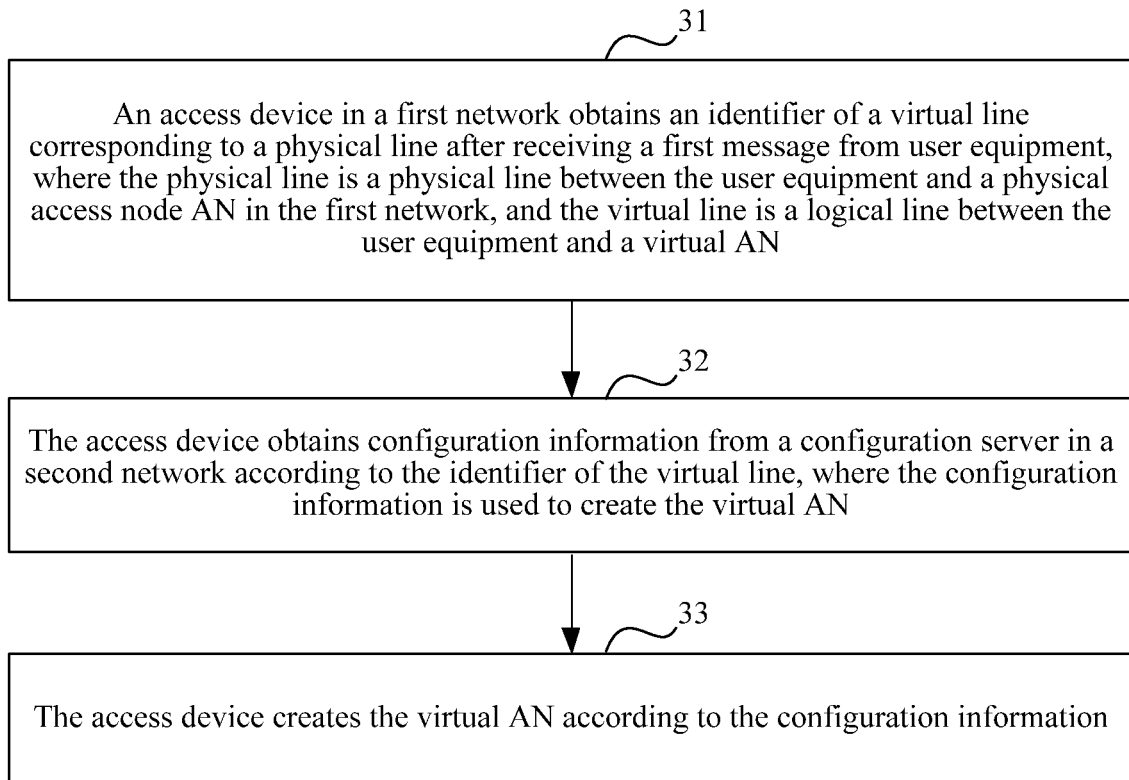 31
An access device in a first network obtains an identifier of a virtual line
corresponding to a physical line after receiving a first message from user equipment,
where the physical line is a physical line between the user equipment and a physical
access node AN in the first network, and the virtual line is a logical line between the
user equipment and a virtual AN
32
The access device obtains configuration information from a configuration server in a
second network according to the identifier of the virtual line, where the configuration
information is used to create the virtual AN
33
The access device creates the virtual AN according to the configuration information